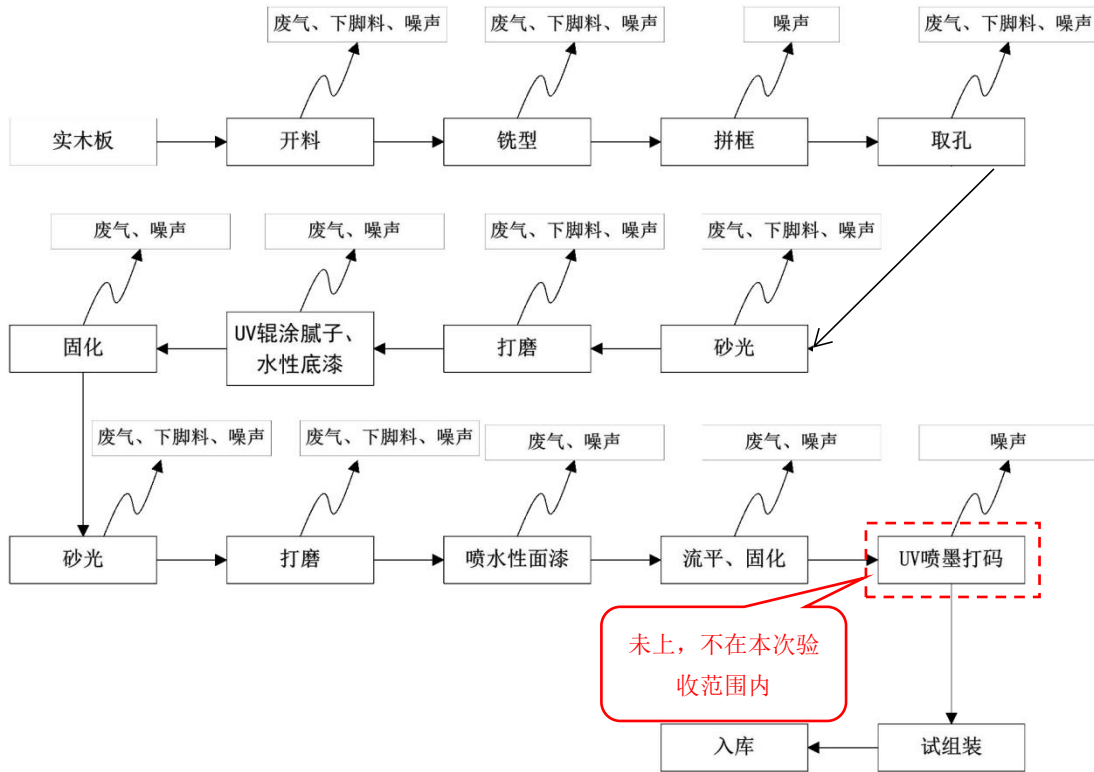 废气、下脚料、噪声
废气、下脚料、噪声
噪声
废气、下脚料、噪声
实木板
开料
铣型
拼框
取孔
废气、噪声
废气、噪声
废气、下脚料、噪声
废气、下脚料、噪声
固化
UV辊涂腻子、
水性底漆
打磨
砂光
废气、下脚料、噪声
废气、下脚料、噪声
废气、噪声
废气、噪声
噪声
砂光
打磨
喷水性面漆
流平、固化
UV喷墨打码
未上，不在本次验
收范围内
入库
试组装